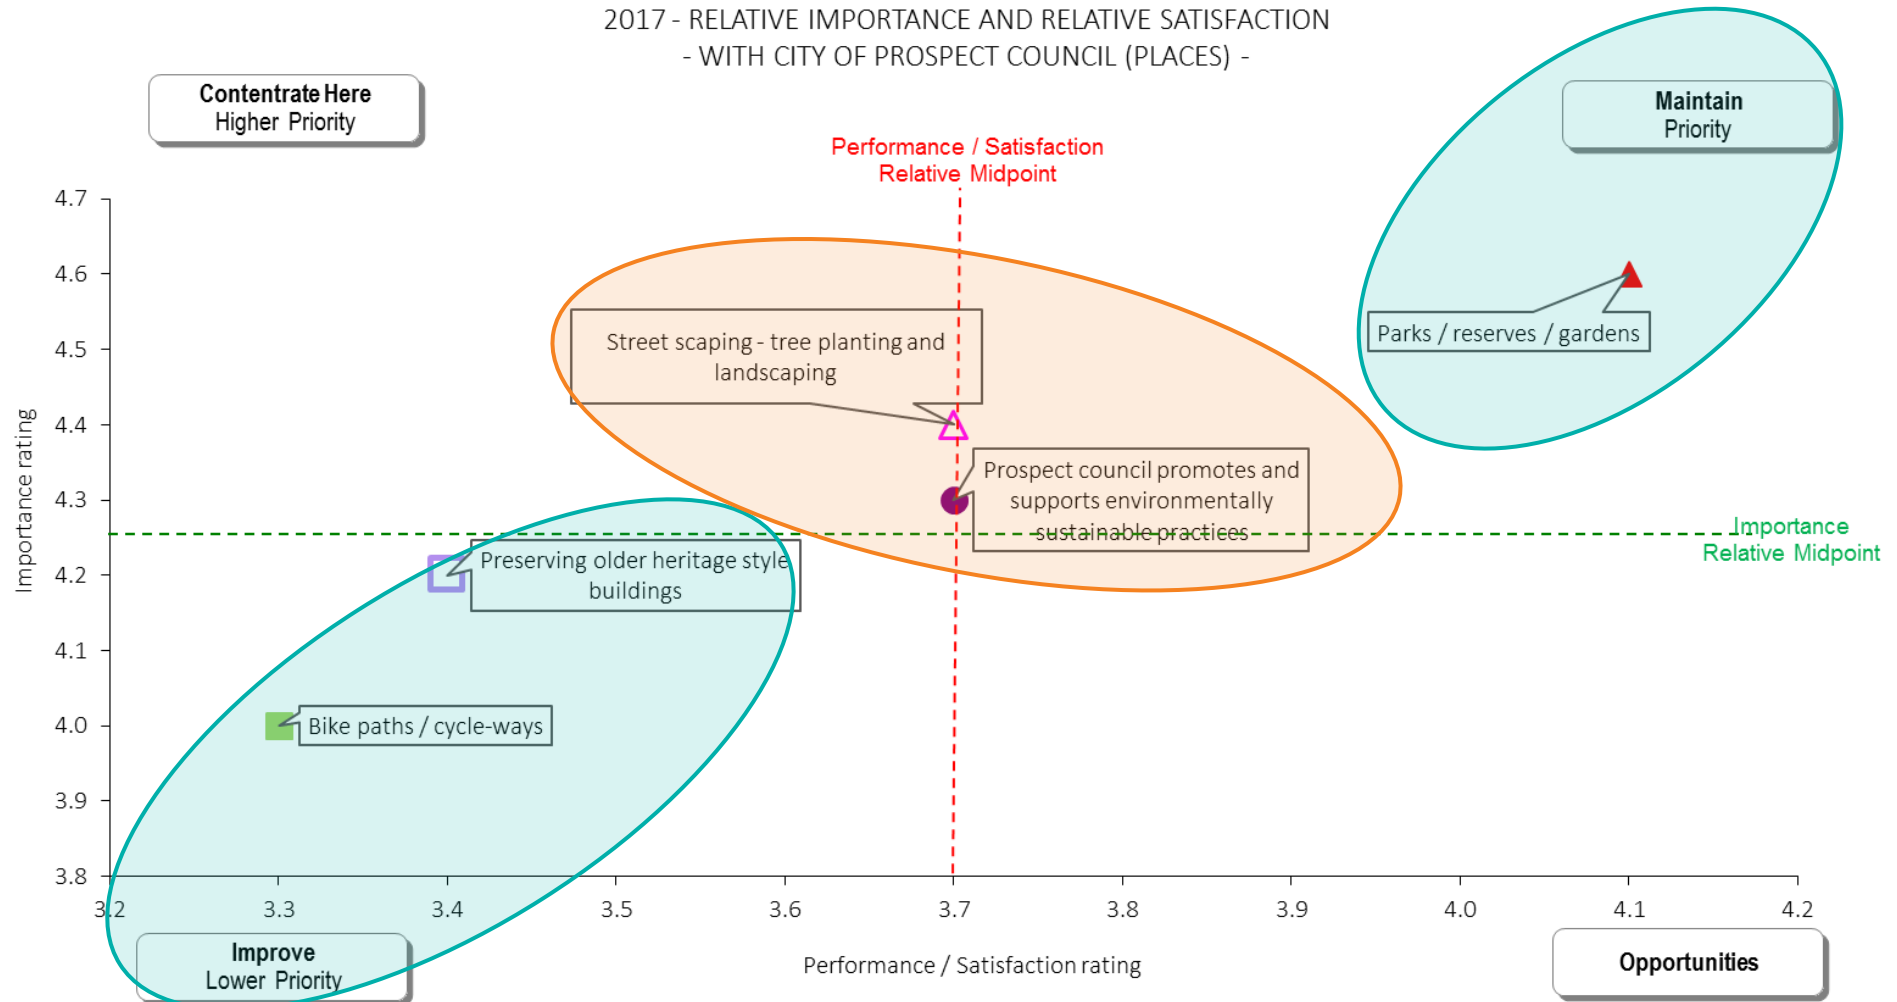 2017 - RELATIVE IMPORTANCE AND RELATIVE SATISFACTION
- WITH CITY OF PROSPECT COUNCIL (PLACES) -
Contentrate Here
Higher Priority
Maintain
Priority
Performance / Satisfaction
Relative Midpoint
4.7
4.6
4.5
4.4
4.3
4.2
4.1
4.0
3.9
3.8
Importance rating
Parks / reserves / gardens
Street scaping - tree planting and
landscaping
Prospect council promotes and
supports environmentally
sustainable practices
Importance
Relative Midpoint
Preserving older heritage style
buildings
Bike paths / cycle-ways
3.2
3.3
3.4
3.5
3.6
3.7
3.8
3.9
4.0
4.1
4.2
Improve
Lower Priority
Performance / Satisfaction rating
Opportunities